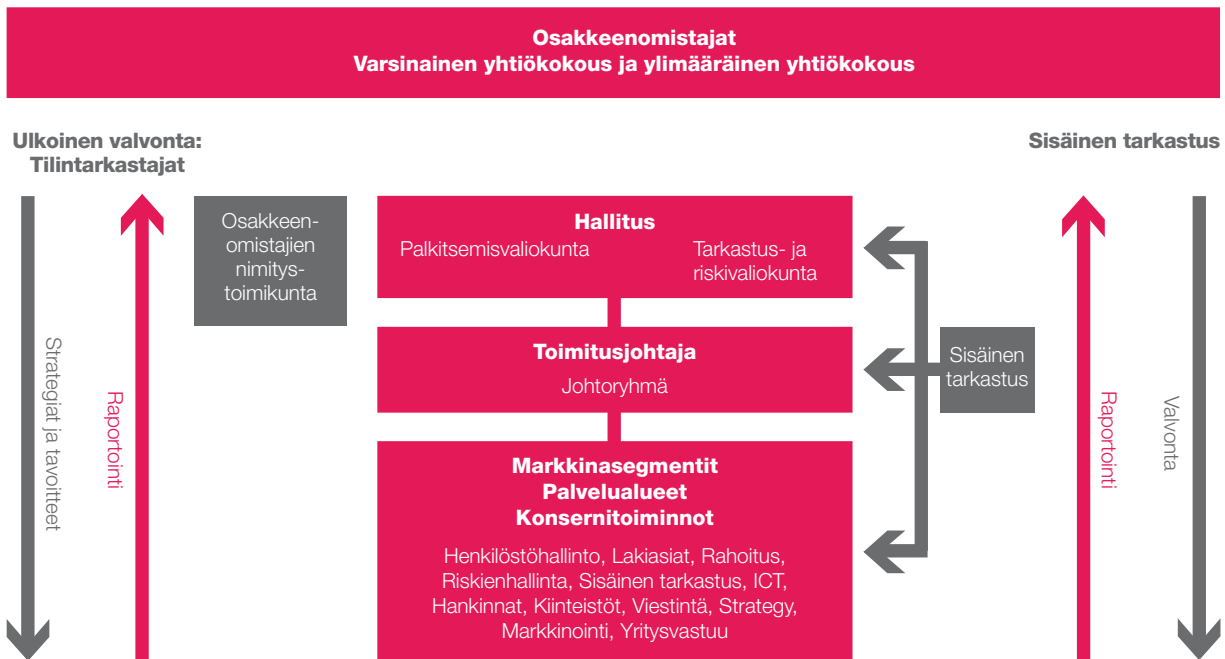 Osakkeenomistajat
Varsinainen yhtiökokous ja ylimääräinen yhtiökokous
Ulkoinen valvonta:
Tilintarkastajat
Sisäinen tarkastus
Strategiat ja tavoitteet
Raportointi
Osakkeen-
omistajien
nimitys-
toimikunta
Hallitus
Palkitsemisvaliokunta
Tarkastus- ja
riskivaliokunta
Toimitusjohtaja
Johtoryhmä
Sisäinen
tarkastus
Markkinasegmentit
Palvelualueet
Konsernitoiminnot
Henkilöstöhallinto, Lakiasiat, Rahoitus,
Riskienhallinta, Sisäinen tarkastus, ICT,
Hankinnat, Kiinteistöt, Viestintä, Strategy,
Markkinointi, Yritysvastuu
Raportointi
Valvonta